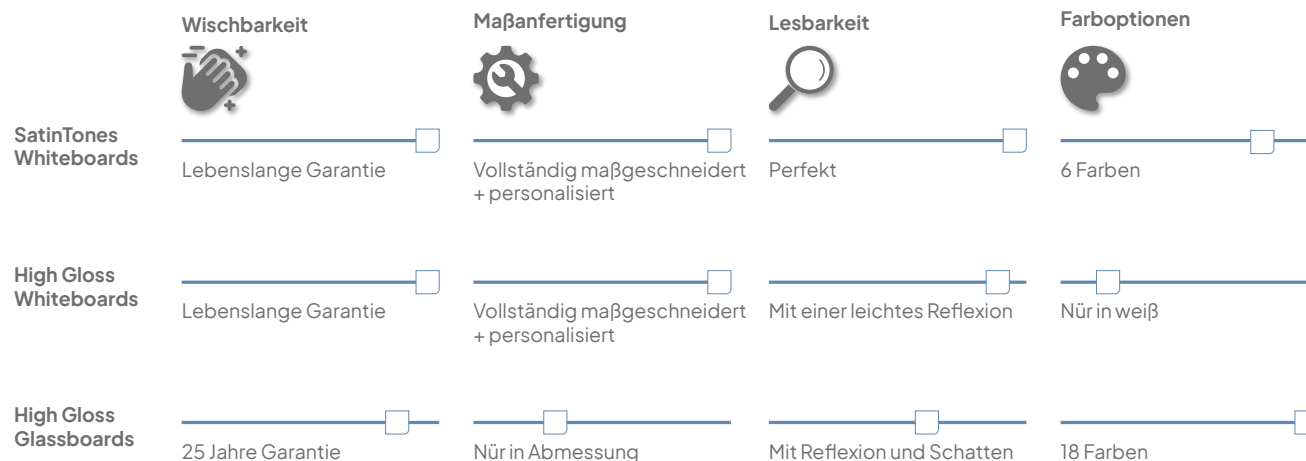 Wischbarkeit
Maßanfertigung
Lesbarkeit
Farboptionen
SatinTones
Whiteboards
Lebenslange Garantie
Vollständig maßgeschneidert
+ personalisiert
Perfekt
6 Farben
High Gloss
Whiteboards
Lebenslange Garantie
Vollständig maßgeschneidert
+ personalisiert
Mit einer leichtes Reflexion
Nür in weiß
High Gloss
Glassboards
25 Jahre Garantie
Nür in Abmessung
Mit Reflexion und Schatten
18 Farben